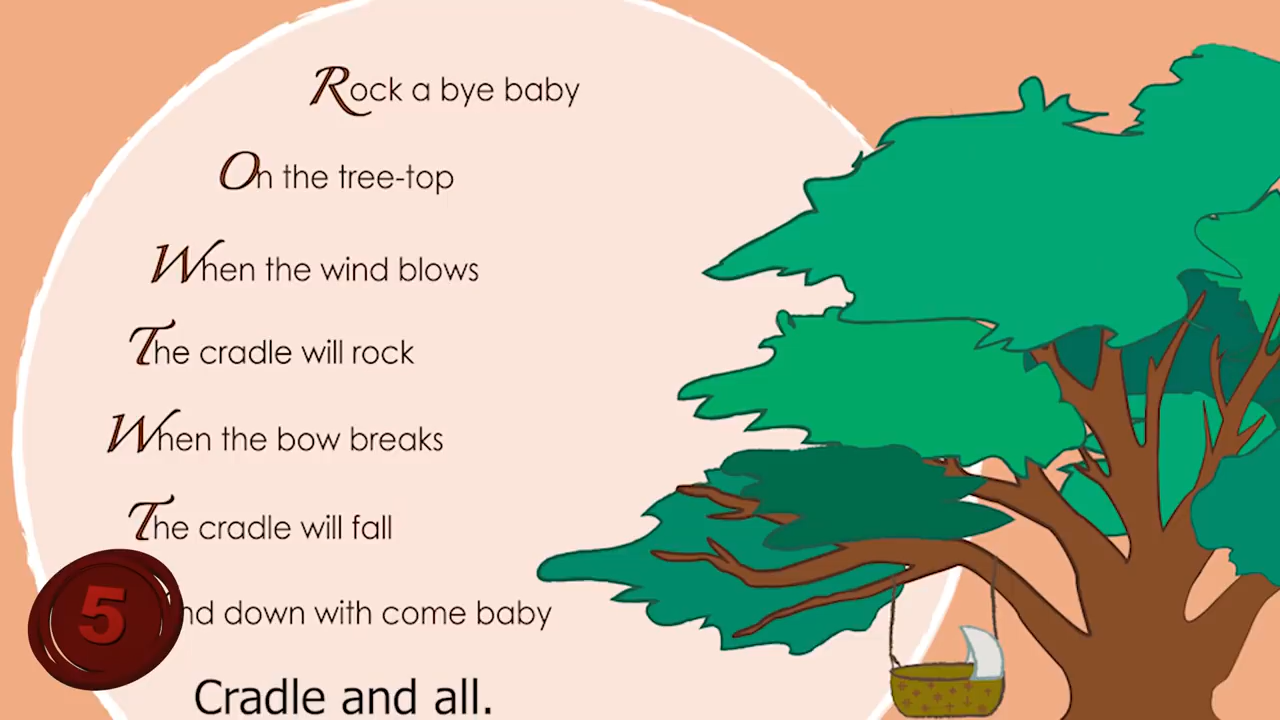 Rock a bye baby
On the tree-top
When the wind blows
The cradle will rock
When the bow breaks
The cradle will fall
nd down with come baby
Cradle and all.
5